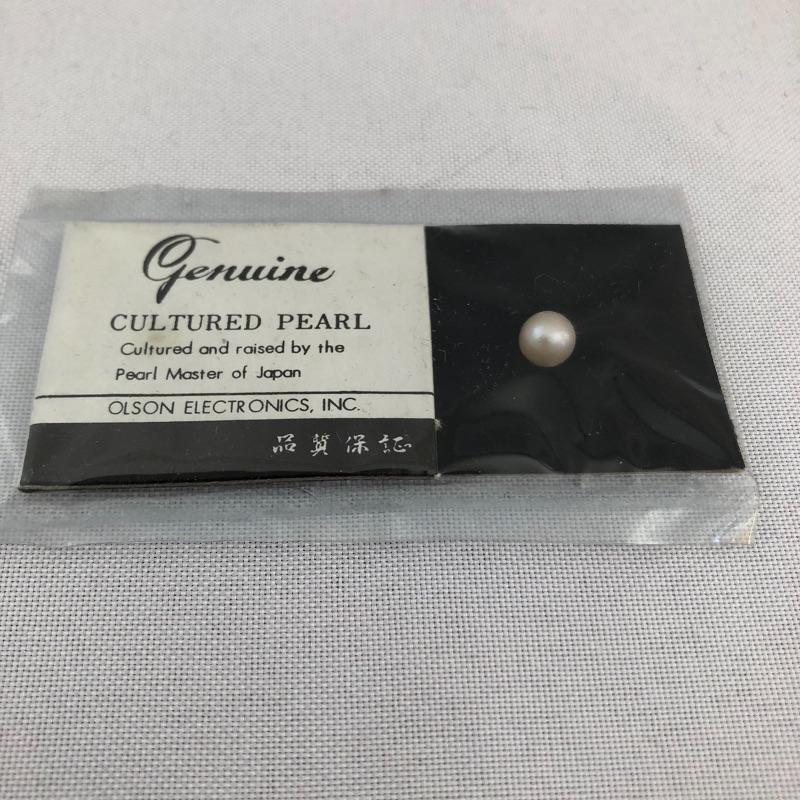 Genuine
CULTURED PEARL
Cultured and raised by the
Pearl Master of Japan
OLSON ELECTRONICS, INC.
品質保証